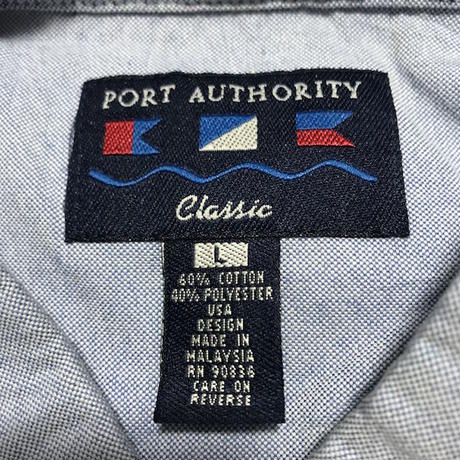 PORT AUTHORITY
Classic
L
60% COTTON
40% POLYESTER
USA
DESIGN
MADE IN
MALAYSIA
RN 90836
CARE ON
REVERSE